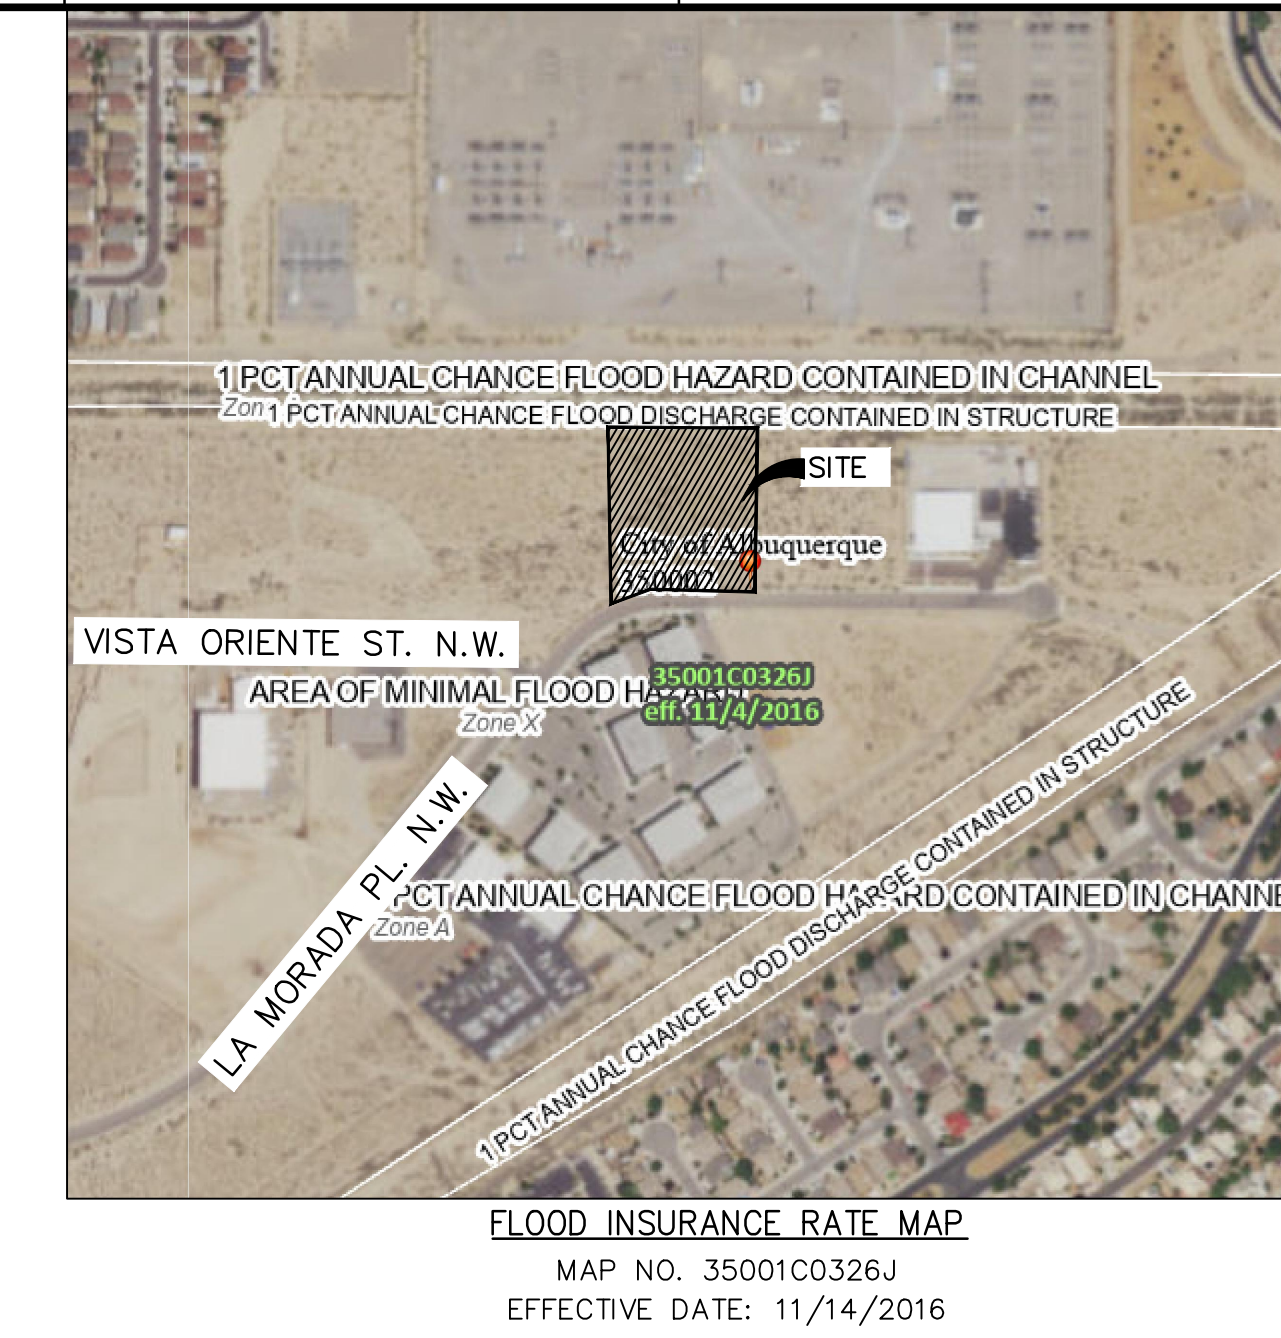 1 PCT ANNUAL CHANCE FLOOD HAZARD CONTAINED IN CHANNEL
Zon
1 PCT ANNUAL CHANCE FLOOD DISCHARGE CONTAINED IN STRUCTURE
SITE
City of Albuquerque
350002
VISTA ORIENTE ST. N.W.
AREA OF MINIMAL FLOOD HAZARD
Zone X
35001C0326J
eff. 11/4/2016
LA MORADA PL. N.W.
PCT ANNUAL CHANCE FLOOD HAZARD CONTAINED IN CHANNE
Zone A
1 PCT ANNUAL CHANCE FLOOD DISCHARGE CONTAINED IN STRUCTURE
FLOOD INSURANCE RATE MAP
MAP NO. 35001C0326J
EFFECTIVE DATE: 11/14/2016